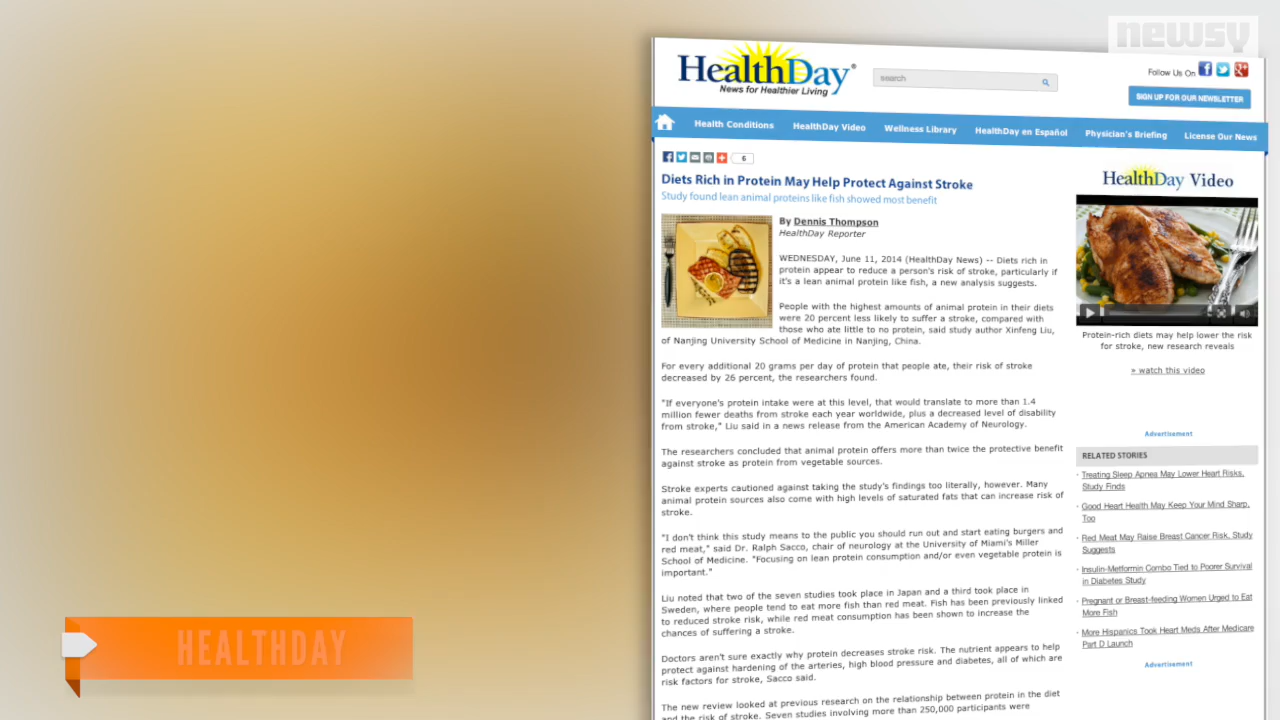 newsy
HealthDay®
News for Healthier Living
search
Follow Us On
SIGN UP FOR OUR NEWSLETTER
Health Conditions
HealthDay Video
Wellness Library
HealthDay en Español
Physician's Briefing
License Our News
6
Diets Rich in Protein May Help Protect Against Stroke
Study found lean animal proteins like fish showed most benefit
By Dennis Thompson
HealthDay Reporter
WEDNESDAY, June 11, 2014 (HealthDay News) -- Diets rich in
protein appear to reduce a person's risk of stroke, particularly if
it's a lean animal protein like fish, a new analysis suggests.
People with the highest amounts of animal protein in their diets
were 20 percent less likely to suffer a stroke, compared with
those who ate little to no protein, said study author Xinfeng Liu,
of Nanjing University School of Medicine in Nanjing, China.
For every additional 20 grams per day of protein that people ate, their risk of stroke
decreased by 26 percent, the researchers found.
"If everyone's protein intake were at this level, that would translate to more than 1.4
million fewer deaths from stroke each year worldwide, plus a decreased level of disability
from stroke," Liu said in a news release from the American Academy of Neurology.
The researchers concluded that animal protein offers more than twice the protective benefit
against stroke as protein from vegetable sources.
Stroke experts cautioned against taking the study's findings too literally, however. Many
animal protein sources also come with high levels of saturated fats that can increase risk of
stroke.
"I don't think this study means to the public you should run out and start eating burgers and
red meat," said Dr. Ralph Sacco, chair of neurology at the University of Miami's Miller
School of Medicine. "Focusing on lean protein consumption and/or even vegetable protein is
important."
Liu noted that two of the seven studies took place in Japan and a third took place in
Sweden, where people tend to eat more fish than red meat. Fish has been previously linked
to reduced stroke risk, while red meat consumption has been shown to increase the
chances of suffering a stroke.
Doctors aren't sure exactly why protein decreases stroke risk. The nutrient appears to help
protect against hardening of the arteries, high blood pressure and diabetes, all of which are
risk factors for stroke, Sacco said.
The new review looked at previous research on the relationship between protein in the diet
and the risk of stroke. Seven studies involving more than 250,000 participants were
HealthDay Video
Protein-rich diets may help lower the risk
for stroke, new research reveals
» watch this video
Advertisement
RELATED STORIES
· Treating Sleep Apnea May Lower Heart Risks,
Study Finds
· Good Heart Health May Keep Your Mind Sharp,
Too
· Red Meat May Raise Breast Cancer Risk, Study
Suggests
· Insulin-Metformin Combo Tied to Poorer Survival
in Diabetes Study
· Pregnant or Breast-feeding Women Urged to Eat
More Fish
· More Hispanics Took Heart Meds After Medicare
Part D Launch
Advertisement
HEALTHDAY